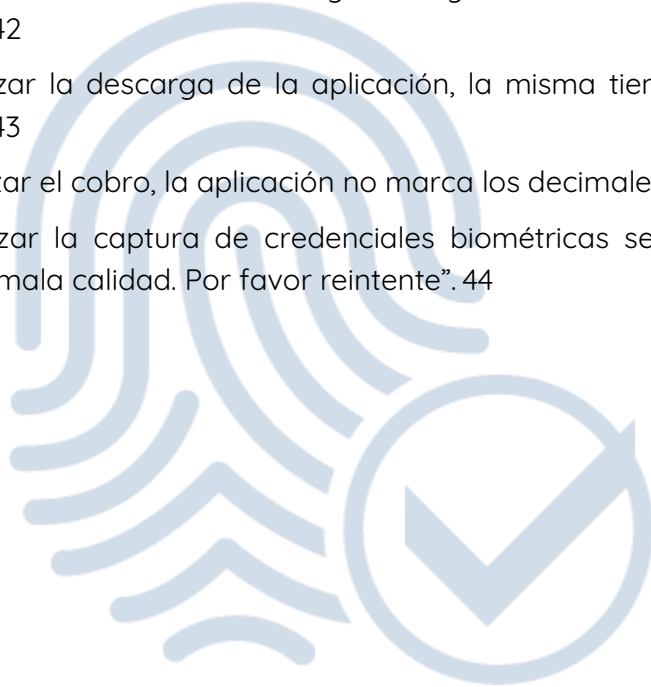 42
zar la descarga de la aplicación, la misma tien
43
zar el cobro, la aplicación no marca los decimale
zar la captura de credenciales biométricas se
mala calidad. Por favor reintente”. 44